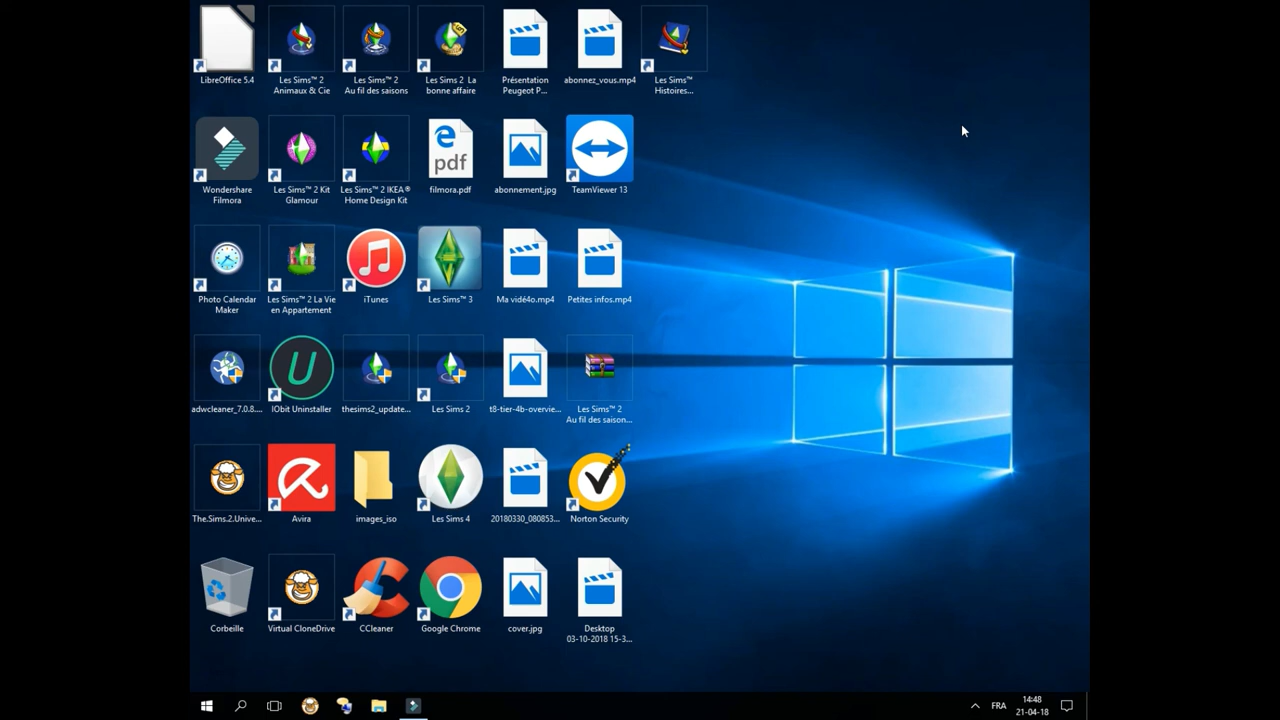 LibreOffice 5.4
Les Sims™ 2
Animaux & Cie
Les Sims™ 2
Au fil des saisons
Les Sims 2 La
bonne affaire
Présentation
Peugeot P...
abonnez_vous.mp4
Les Sims™
Histoires...
Wondershare
Filmora
Les Sims™ 2 Kit
Glamour
Les Sims™ 2 IKEA®
Home Design Kit
pdf
filmora.pdf
abonnement.jpg
TeamViewer 13
Photo Calendar
Maker
Les Sims™ 2 La Vie
en Appartement
iTunes
Les Sims™ 3
Ma vidé4o.mp4
Petites infos.mp4
adwcleaner_7.0.8....
IObit Uninstaller
thesims2_update...
Les Sims 2
t8-tier-4b-overvie...
Les Sims™ 2
Au fil des saison...
The.Sims.2.Unive...
Avira
images_iso
Les Sims 4
20180330_080853...
Norton Security
Corbeille
Virtual CloneDrive
CCleaner
Google Chrome
cover.jpg
Desktop
03-10-2018 15-3...
FRA
14:48
21-04-18